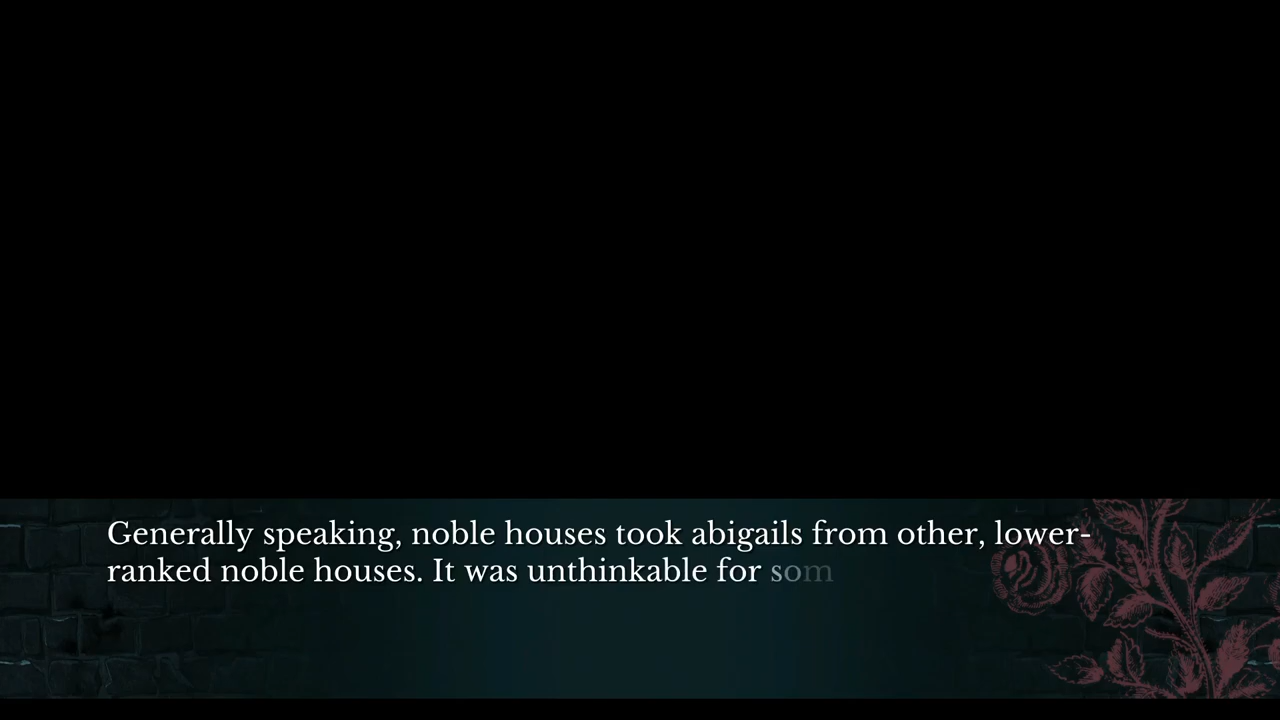 Generally speaking, noble houses took abigails from other, lower-
ranked noble houses. It was unthinkable for som